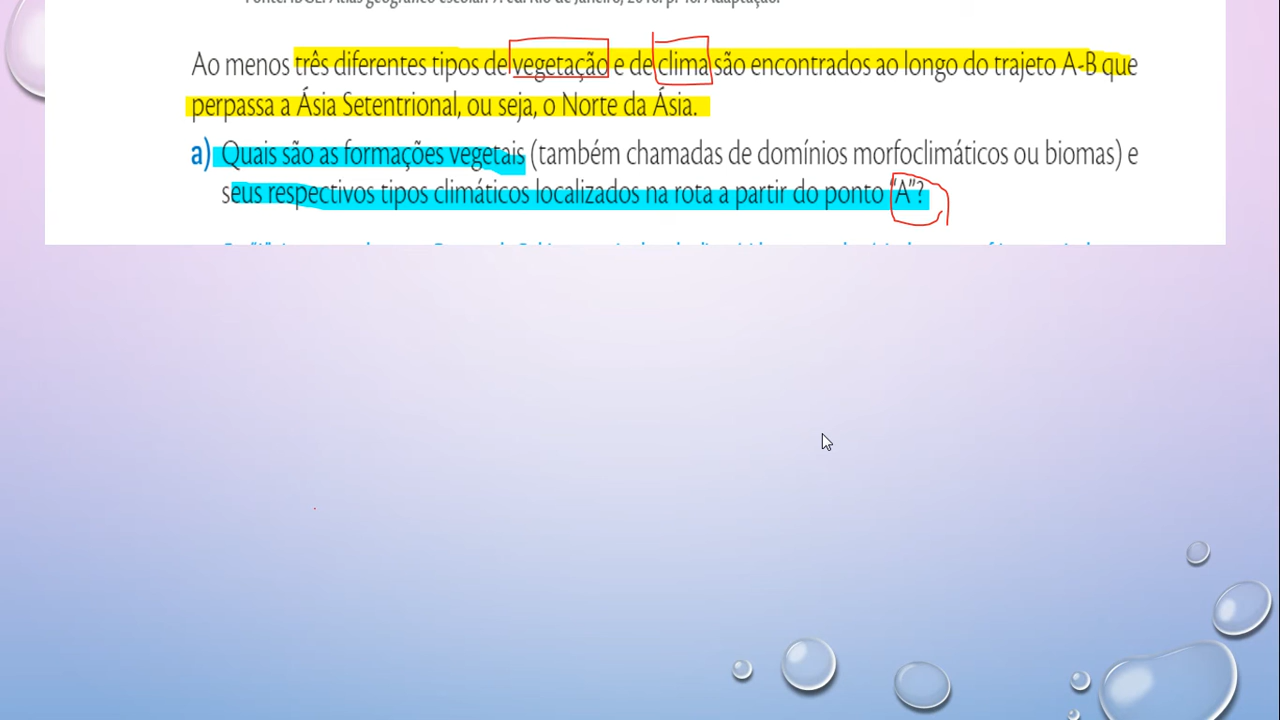 Ao menos três diferentes tipos de vegetação e de clima são encontrados ao longo do trajeto A-B que
perpassa a Ásia Setentrional, ou seja, o Norte da Ásia.
a) Quais são as formações vegetais (também chamadas de domínios morfoclimáticos ou biomas) e
seus respectivos tipos climáticos localizados na rota a partir do ponto "A"?